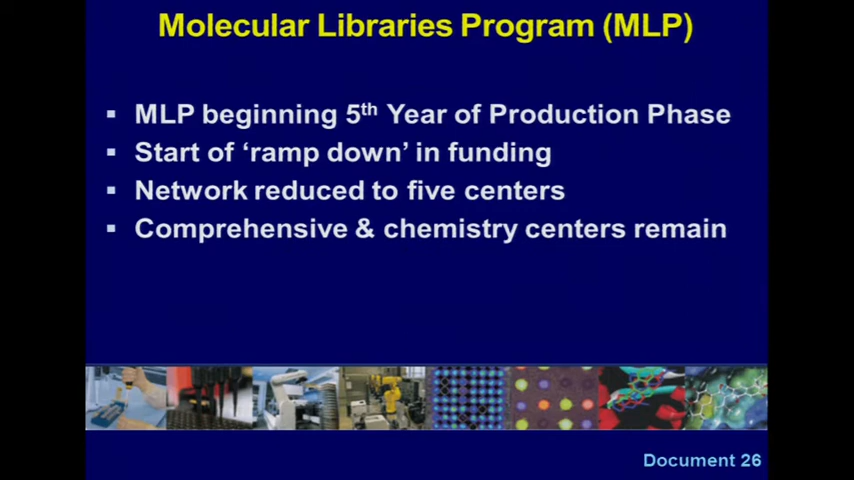 Molecular Libraries Program (MLP)
▪ MLP beginning 5th Year of Production Phase
▪ Start of ‘ramp down’ in funding
▪ Network reduced to five centers
▪ Comprehensive & chemistry centers remain
Document 26